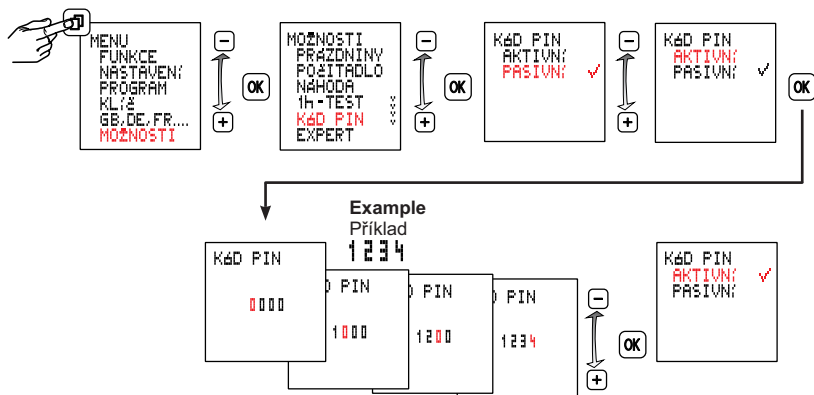 MENU
FUNKCE
NASTAVENÍ
PROGRAM
KLÍČ
GB,DE,FR....
MOŽNOSTI
−
+
OK
MOŽNOSTI
PRÁZDNINY
POČITADLO
NÁHODA
1h-TEST
KÓD PIN
EXPERT
−
+
OK
KÓD PIN
AKTIVNÍ
PASIVNÍ ✓
−
+
KÓD PIN
AKTIVNÍ
PASIVNÍ ✓
OK
Example
Příklad
1234
KÓD PIN
0000
D PIN
1000
D PIN
1200
D PIN
1234
−
+
OK
KÓD PIN
AKTIVNÍ ✓
PASIVNÍ